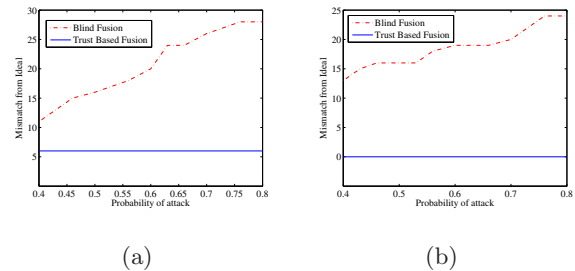 30
25
20
15
10
5
0.4 0.45 0.5 0.55 0.6 0.65 0.7 0.75 0.8
Mismatch from Ideal
Probability of attack
Blind Fusion
Trust Based Fusion
(a)
25
20
15
10
5
0
0.4 0.5 0.6 0.7 0.8
Mismatch from Ideal
Probability of attack
Blind Fusion
Trust Based Fusion
(b)